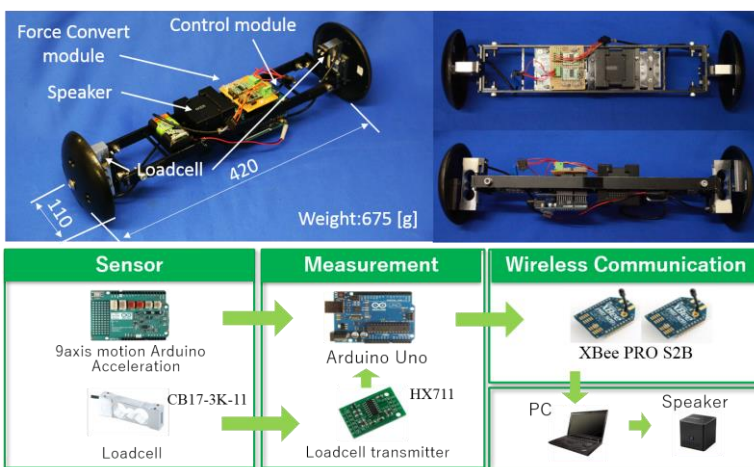 Force Convert
module
Control module
Speaker
Loadcell
420
110
Weight:675 [g]
Sensor
Measurement
Wireless Communication
9axis motion Arduino
Acceleration
Arduino Uno
XBee PRO S2B
CB17-3K-11
HX711
Loadcell
Loadcell transmitter
PC
Speaker